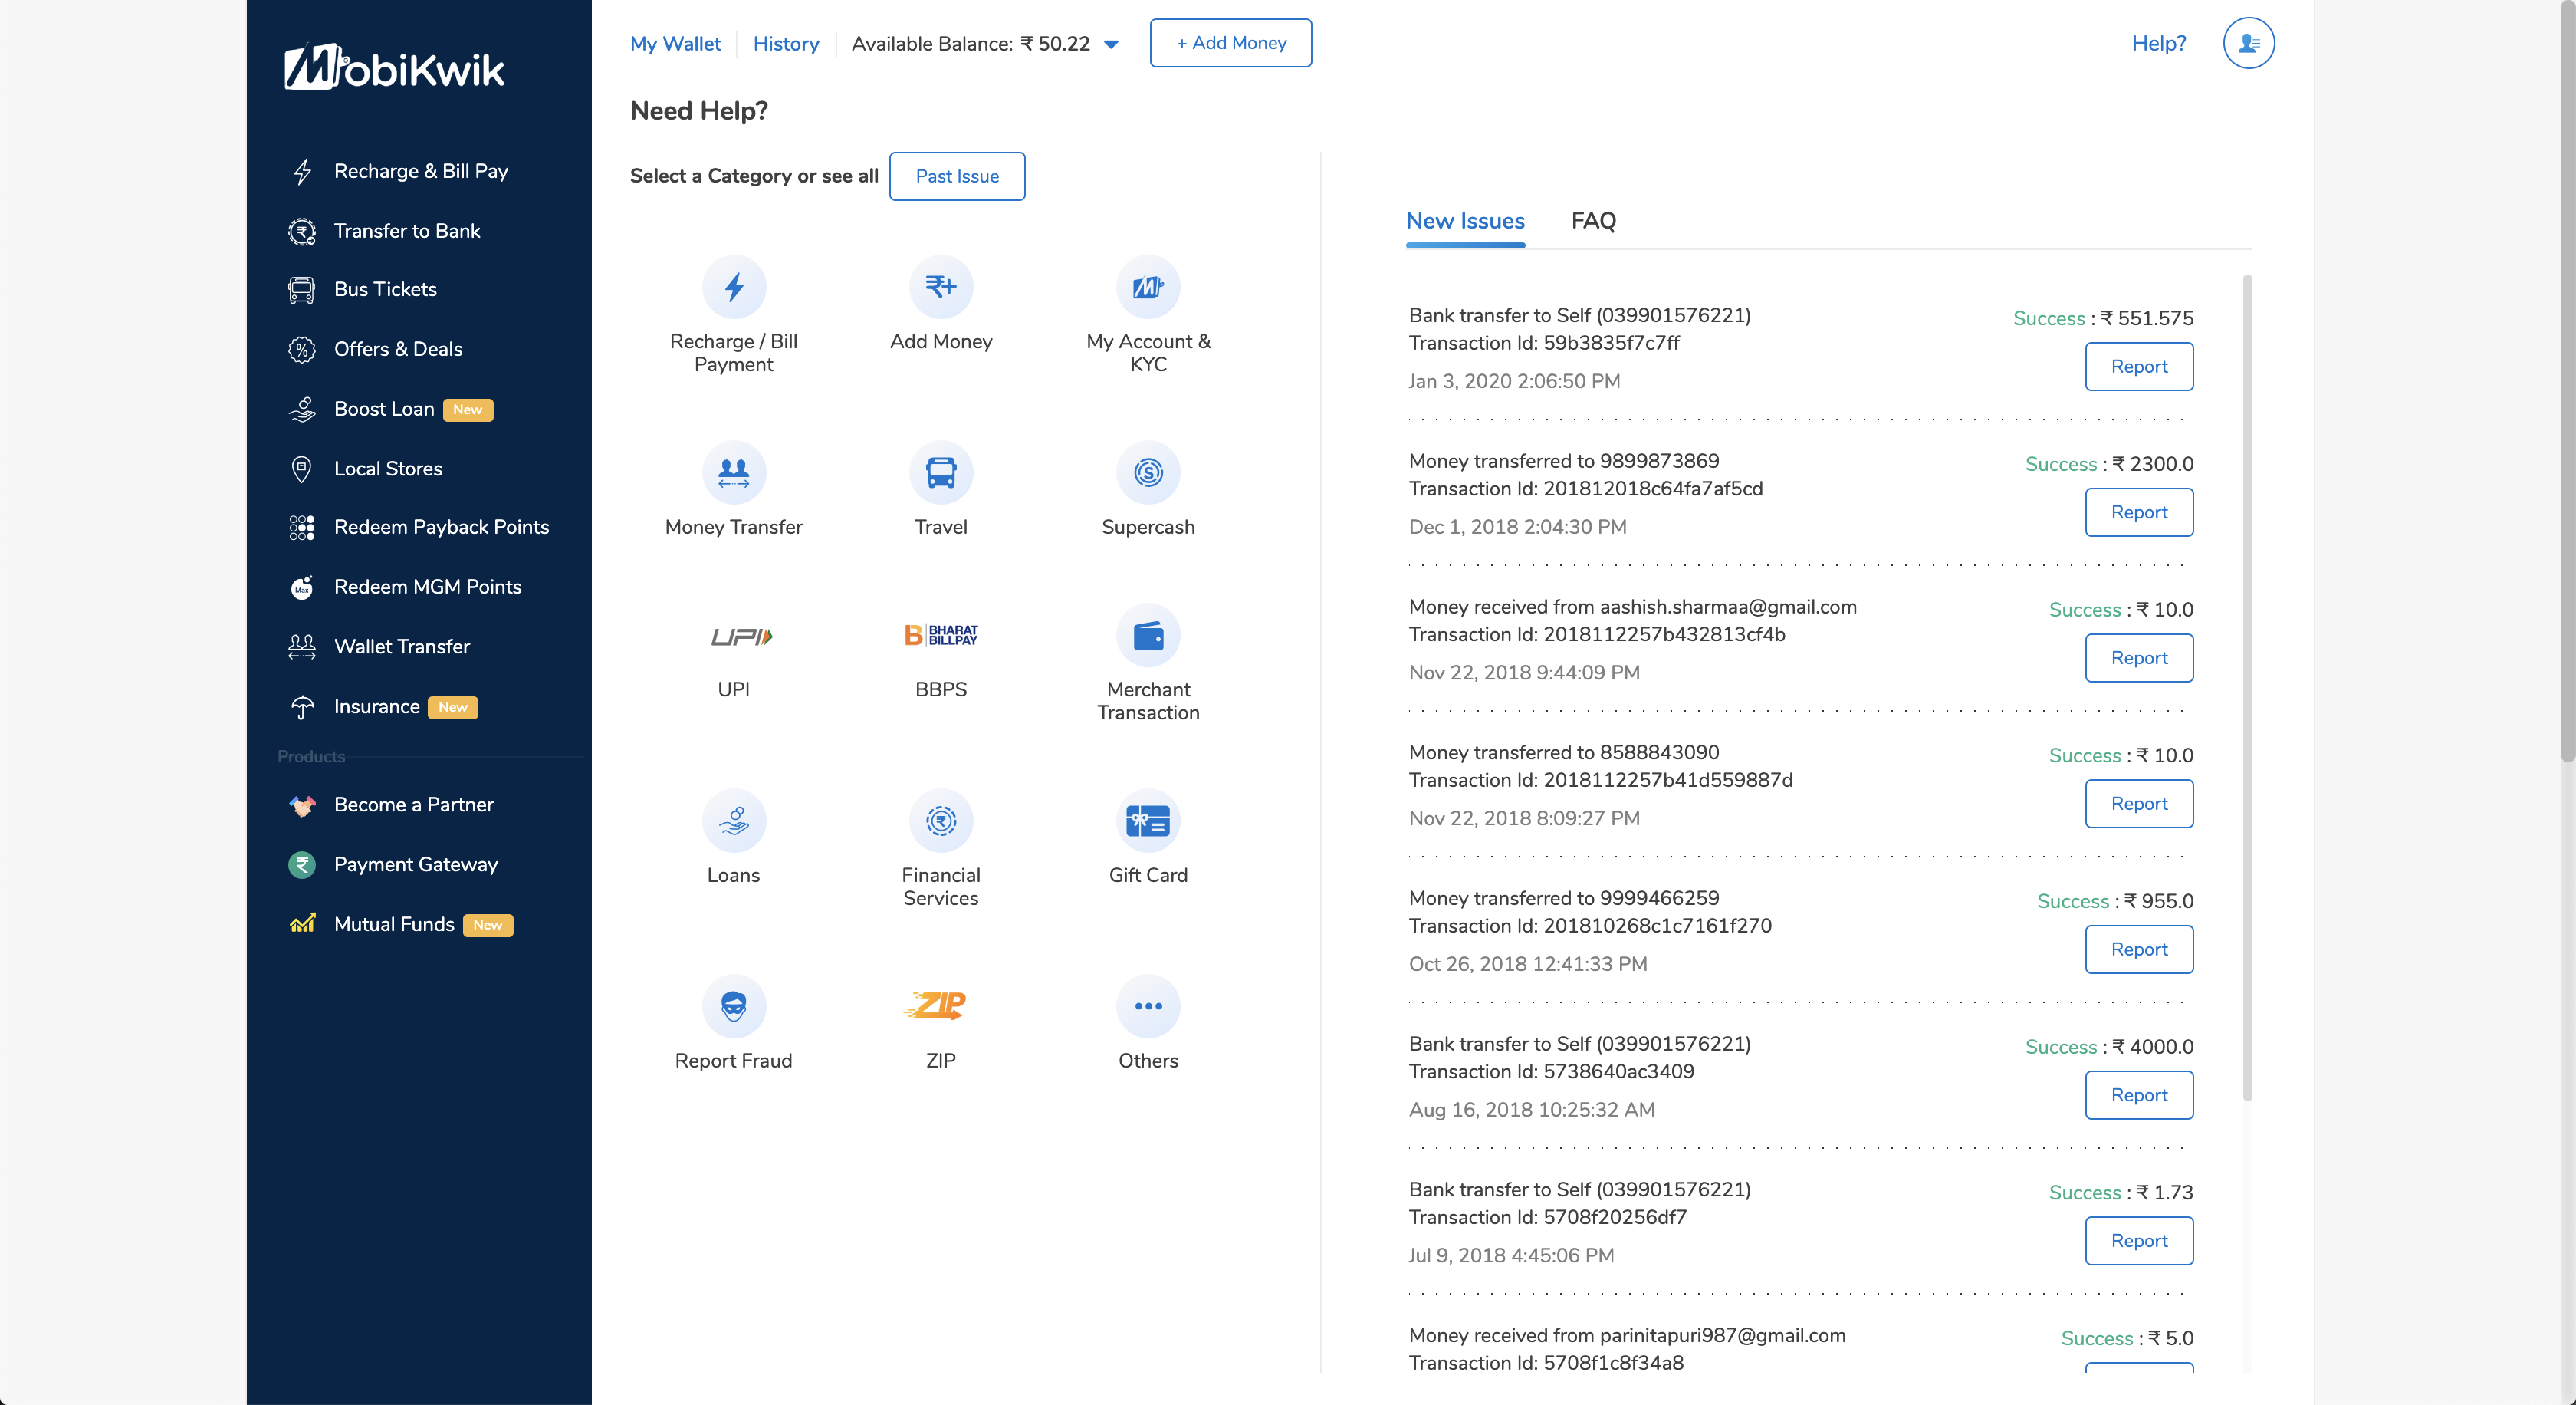 MobiKwik
Recharge & Bill Pay
Transfer to Bank
Bus Tickets
Offers & Deals
Boost Loan New
Local Stores
Redeem Payback Points
Max
Redeem MGM Points
Wallet Transfer
Insurance New
Products
Become a Partner
Payment Gateway
Mutual Funds New
My Wallet
History
Available Balance: ₹ 50.22
+ Add Money
Help?
Need Help?
Select a Category or see all
Past Issue
Recharge / Bill
Payment
Add Money
My Account &
KYC
Money Transfer
Travel
Supercash
UPI
UPI
B BHARAT
BILLPAY
BBPS
Merchant
Transaction
Loans
Financial
Services
Gift Card
Report Fraud
ZIP
ZIP
Others
New Issues
FAQ
Bank transfer to Self (039901576221)
Success : ₹ 551.575
Transaction Id: 59b3835f7c7ff
Report
Jan 3, 2020 2:06:50 PM
Money transferred to 9899873869
Success : ₹ 2300.0
Transaction Id: 201812018c64fa7af5cd
Report
Dec 1, 2018 2:04:30 PM
Money received from aashish.sharmaa@gmail.com
Success : ₹ 10.0
Transaction Id: 2018112257b432813cf4b
Report
Nov 22, 2018 9:44:09 PM
Money transferred to 8588843090
Success : ₹ 10.0
Transaction Id: 2018112257b41d559887d
Report
Nov 22, 2018 8:09:27 PM
Money transferred to 9999466259
Success : ₹ 955.0
Transaction Id: 201810268c1c7161f270
Report
Oct 26, 2018 12:41:33 PM
Bank transfer to Self (039901576221)
Success : ₹ 4000.0
Transaction Id: 5738640ac3409
Report
Aug 16, 2018 10:25:32 AM
Bank transfer to Self (039901576221)
Success : ₹ 1.73
Transaction Id: 5708f20256df7
Report
Jul 9, 2018 4:45:06 PM
Money received from parinitapuri987@gmail.com
Success : ₹ 5.0
Transaction Id: 5708f1c8f34a8